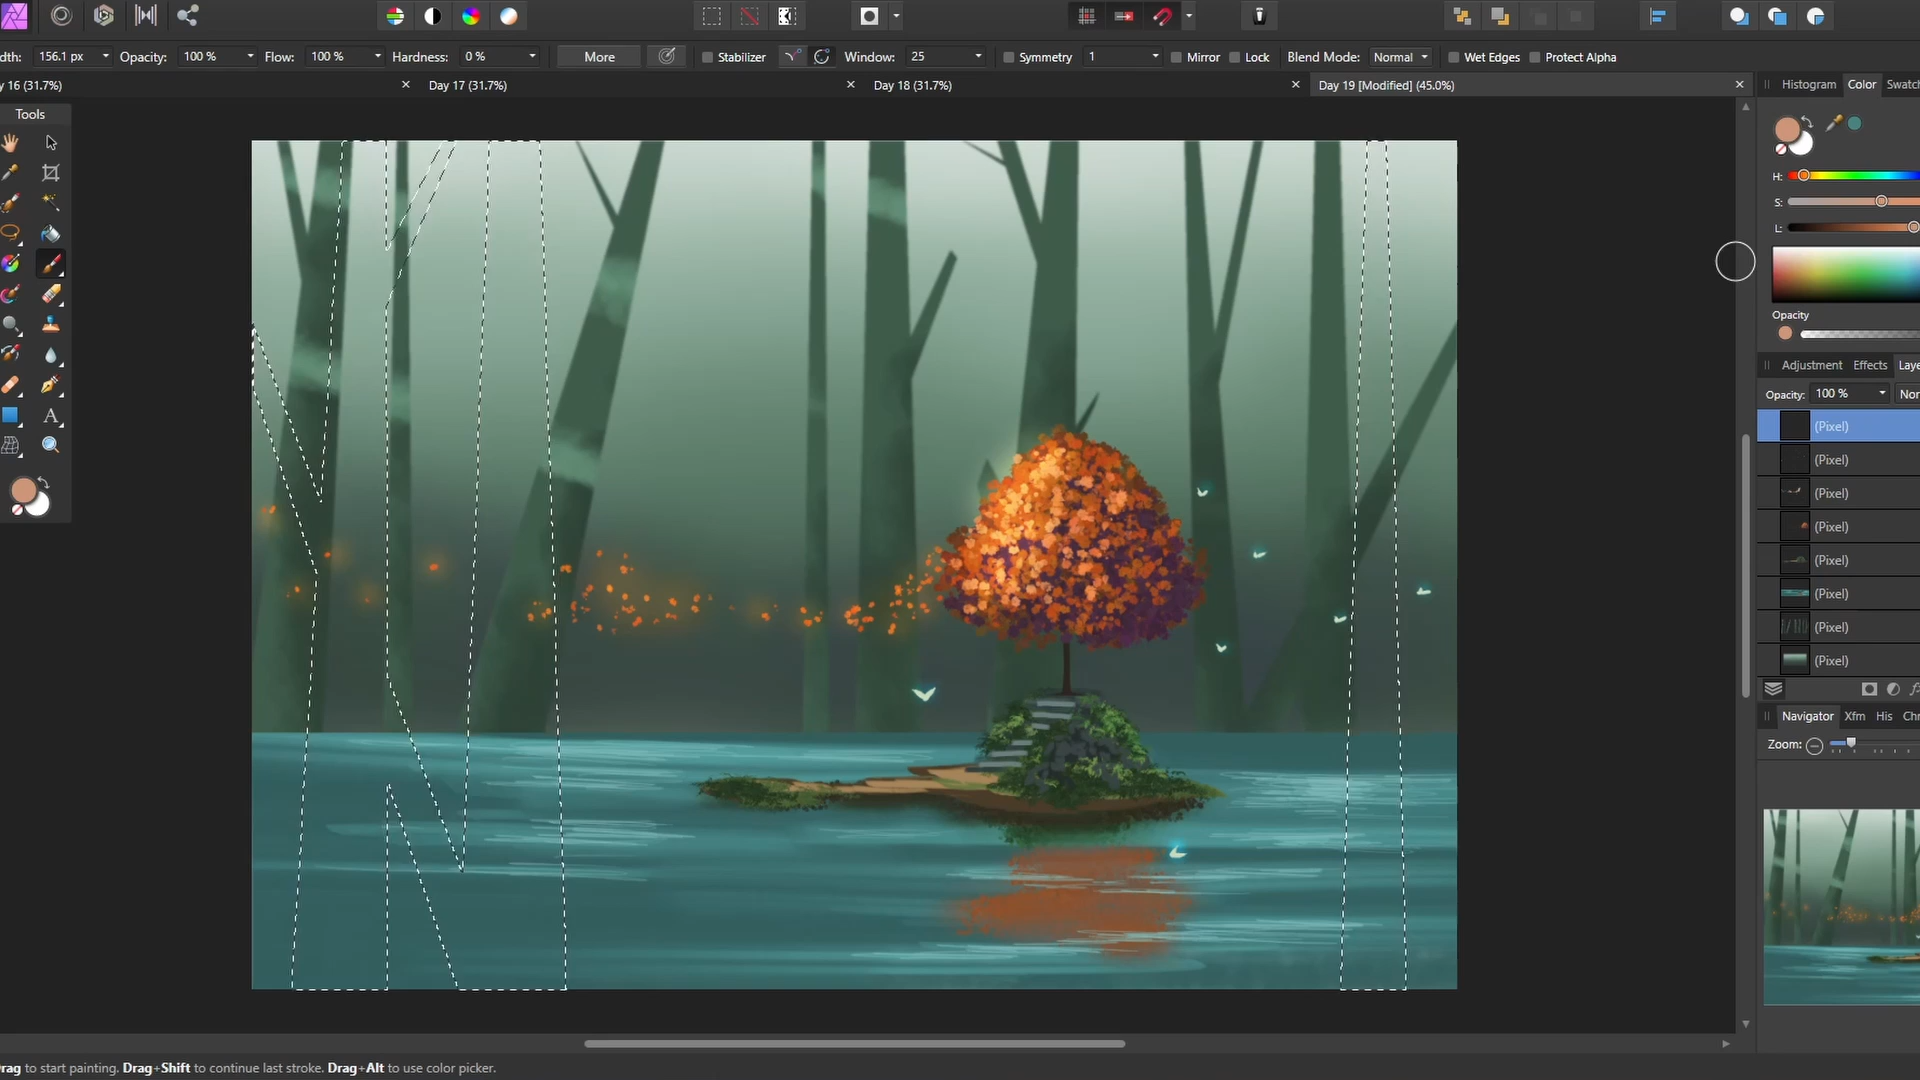 dth: 156.1 px Opacity: 100 % Flow: 100 % Hardness: 0 % More Stabilizer Window: 25 Symmetry 1 Mirror Lock Blend Mode: Normal Wet Edges Protect Alpha
y 16 (31.7%) Day 17 (31.7%) Day 18 (31.7%) Day 19 [Modified] (45.0%)
Histogram Color Swatch
Tools
H:
S:
L:
Opacity
Adjustment Effects Laye
Opacity: 100 % Nor
(Pixel)
(Pixel)
(Pixel)
(Pixel)
(Pixel)
(Pixel)
(Pixel)
(Pixel)
Navigator Xfm His Ch
Zoom:
rag to start painting. Drag+Shift to continue last stroke. Drag+Alt to use color picker.